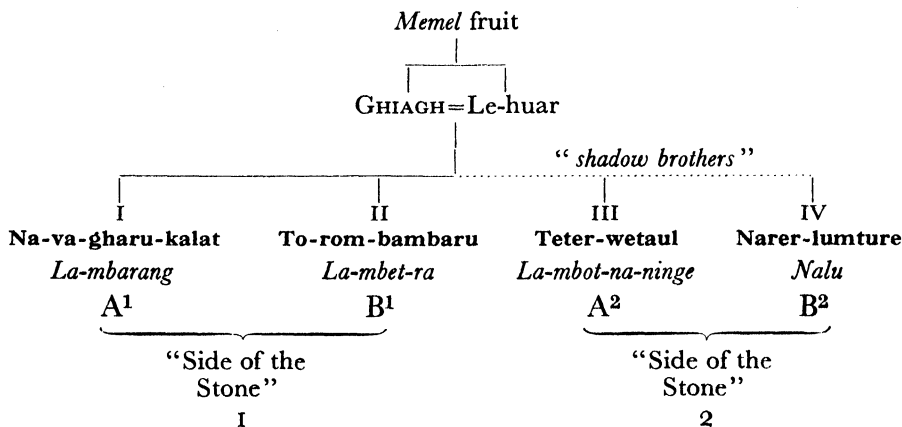 Memel fruit
GHIAGH=Le-huar
“shadow brothers”
I II III IV
Na-va-gharu-kalat To-rom-bambaru Teter-wetaul Narer-lumture
La-mbarang La-mbet-ra La-mbot-na-ninge Nalu
A¹ B¹ A² B²
“Side of the “Side of the
Stone” Stone”
I 2